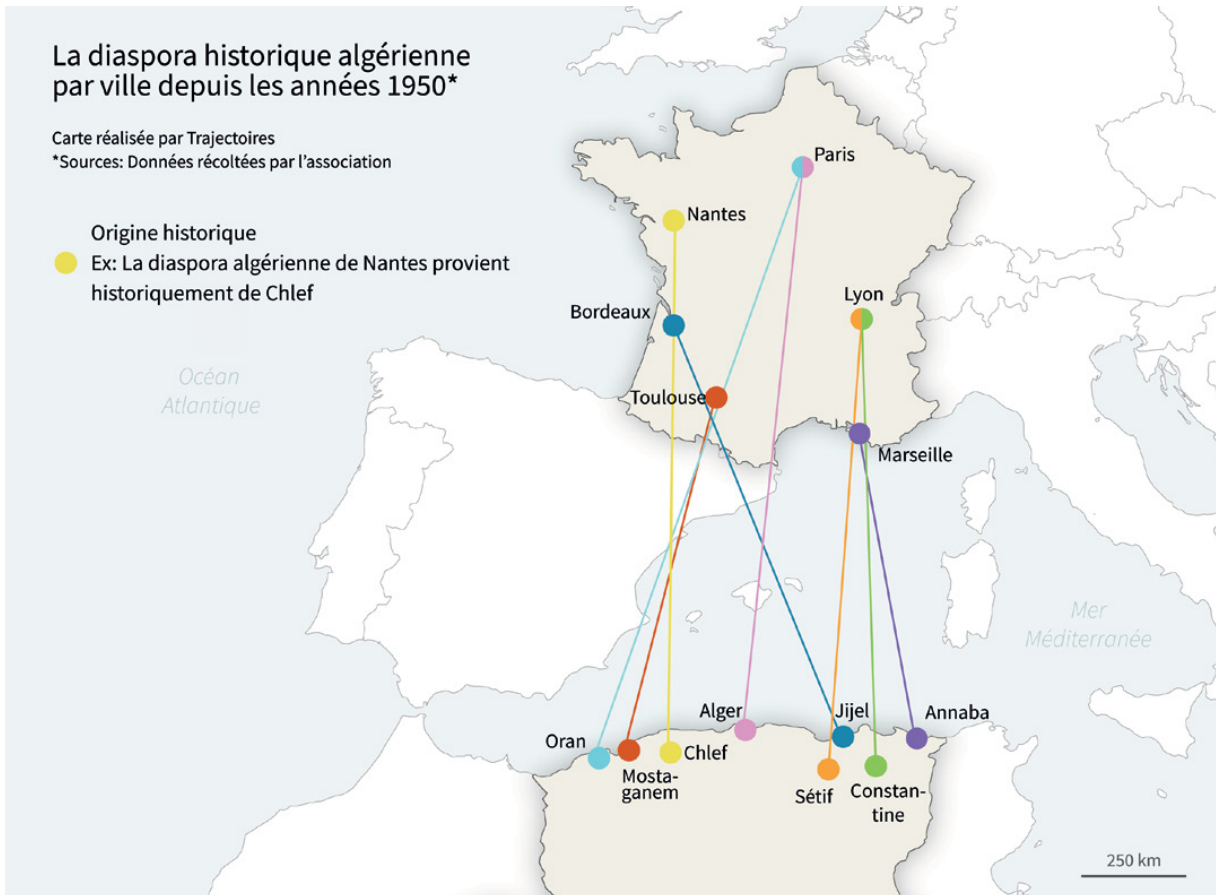 La diaspora historique algérienne
par ville depuis les années 1950*
Carte réalisée par Trajectoires
*Sources: Données récoltées par l'association
Origine historique
Ex: La diaspora algérienne de Nantes provient
historiquement de Chlef
Paris
Nantes
Lyon
Bordeaux
Toulouse
Marseille
Océan
Atlantique
Mer
Méditerranée
Alger
Jijel
Annaba
Oran
Chlef
Mosta-
ganem
Sétif
Constan-
tine
250 km